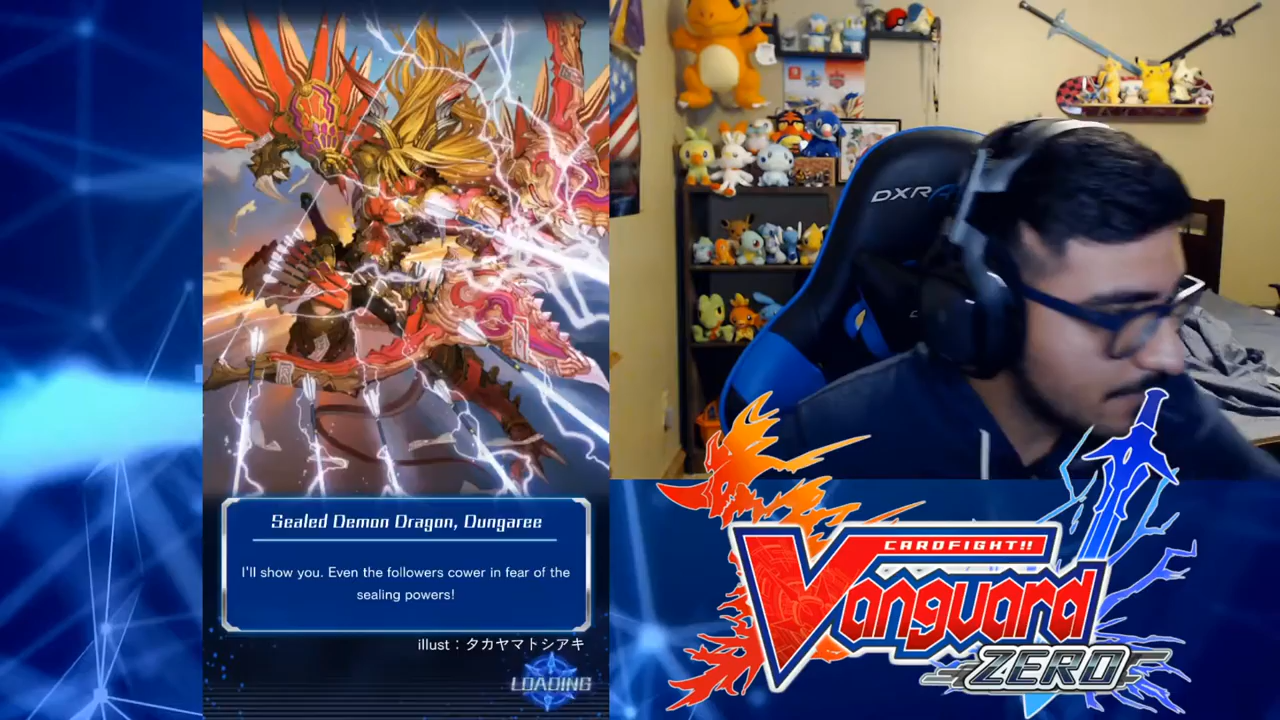 DXR
Sealed Demon Dragon, Dungaree
I'll show you. Even the followers cower in fear of the
sealing powers!
illust : タカヤマトシアキ
LOADING
CARDFIGHT!!
Vanguard
ZERO